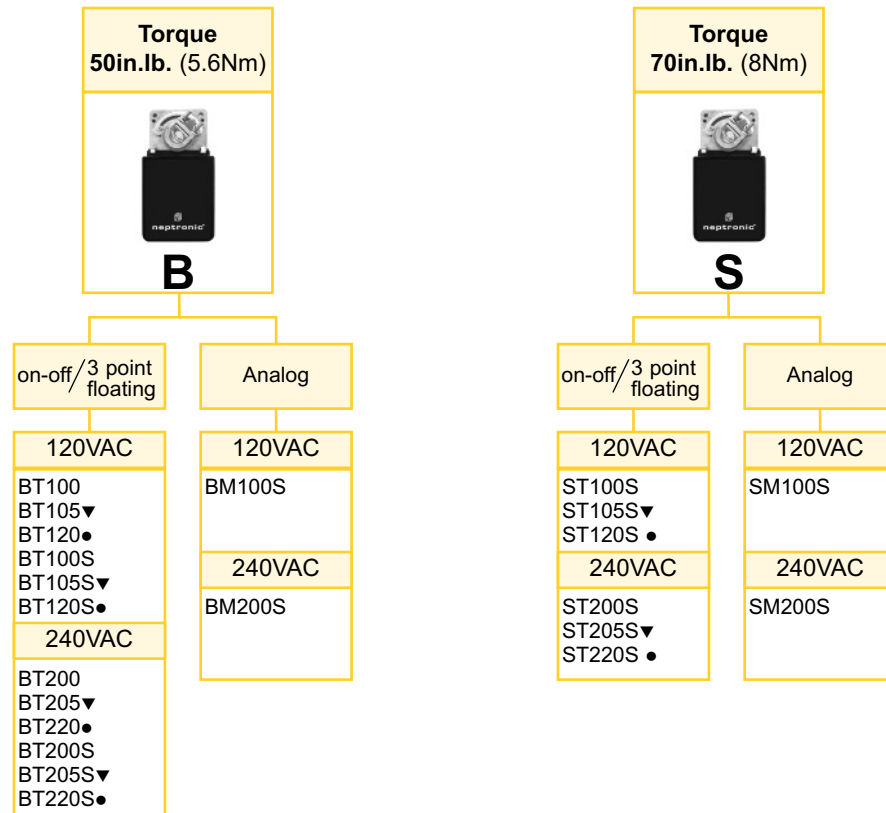 Torque
50in.lb. (5.6Nm)
neptronic
B
on-off/3 point
floating
Analog
120VAC
BT100
BT105▼
BT120●
BT100S
BT105S▼
BT120S●
240VAC
BT200
BT205▼
BT220●
BT200S
BT205S▼
BT220S●
120VAC
BM100S
240VAC
BM200S
Torque
70in.lb. (8Nm)
neptronic
S
on-off/3 point
floating
Analog
120VAC
ST100S
ST105S▼
ST120S ●
240VAC
ST200S
ST205S▼
ST220S ●
120VAC
SM100S
240VAC
SM200S